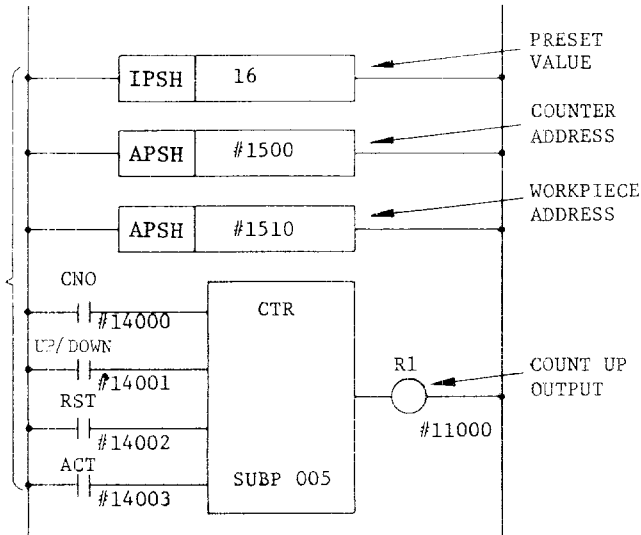 PRESET
VALUE
IPSH 16
COUNTER
ADDRESS
APSH #1500
WORKPIECE
ADDRESS
APSH #1510
CNO
#14000
CTR
UP/DOWN
#14001
R1
COUNT UP
OUTPUT
#11000
RST
#14002
ACT
#14003
SUBP 005